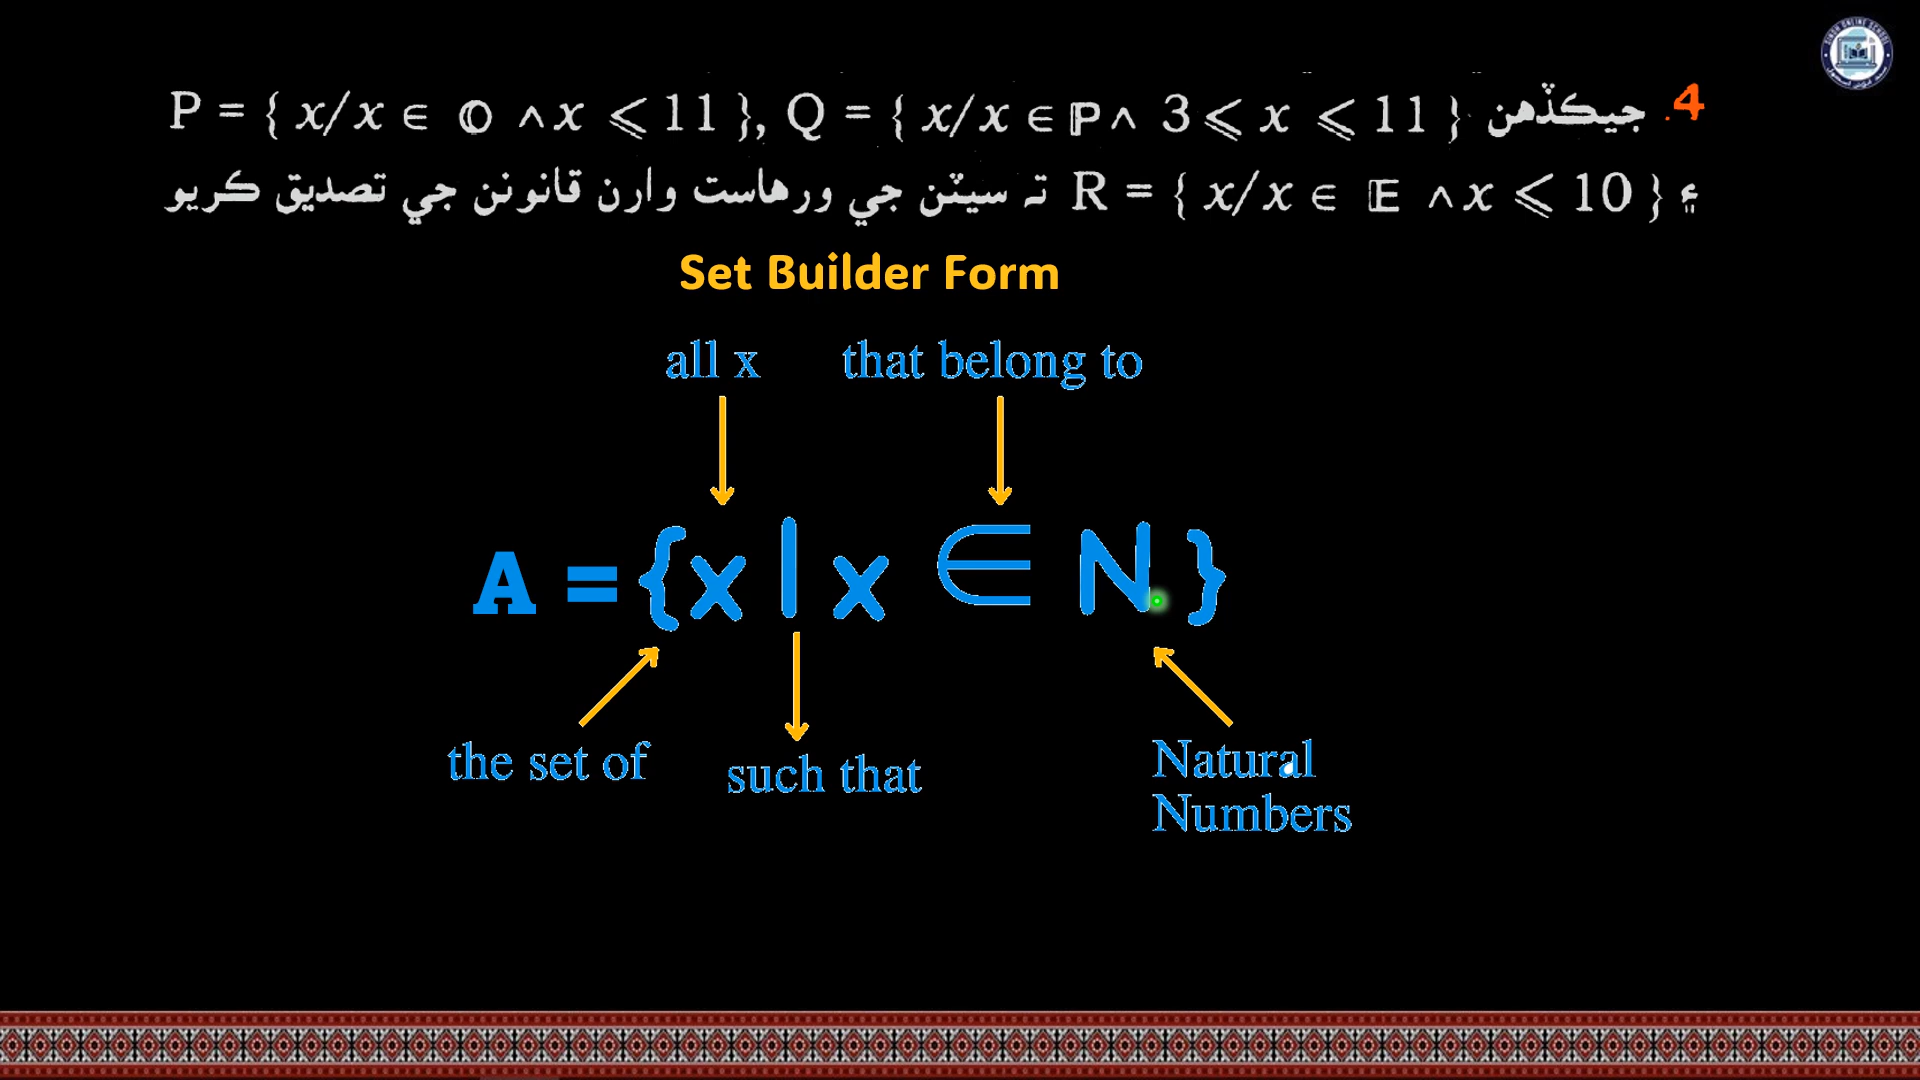 4. جيڪڏهن P = { x/x ∈ 𝕆 ∧ x ⩽ 11 }, Q = { x/x ∈ ℙ ∧ 3 ⩽ x ⩽ 11 }
۽ R = { x/x ∈ 𝔼 ∧ x ⩽ 10 } تہ سيٽن جي ورهاست وارن قانونن جي تصديق ڪريو
Set Builder Form
all x that belong to
A = {x | x ∈ N }
the set of such that Natural
Numbers